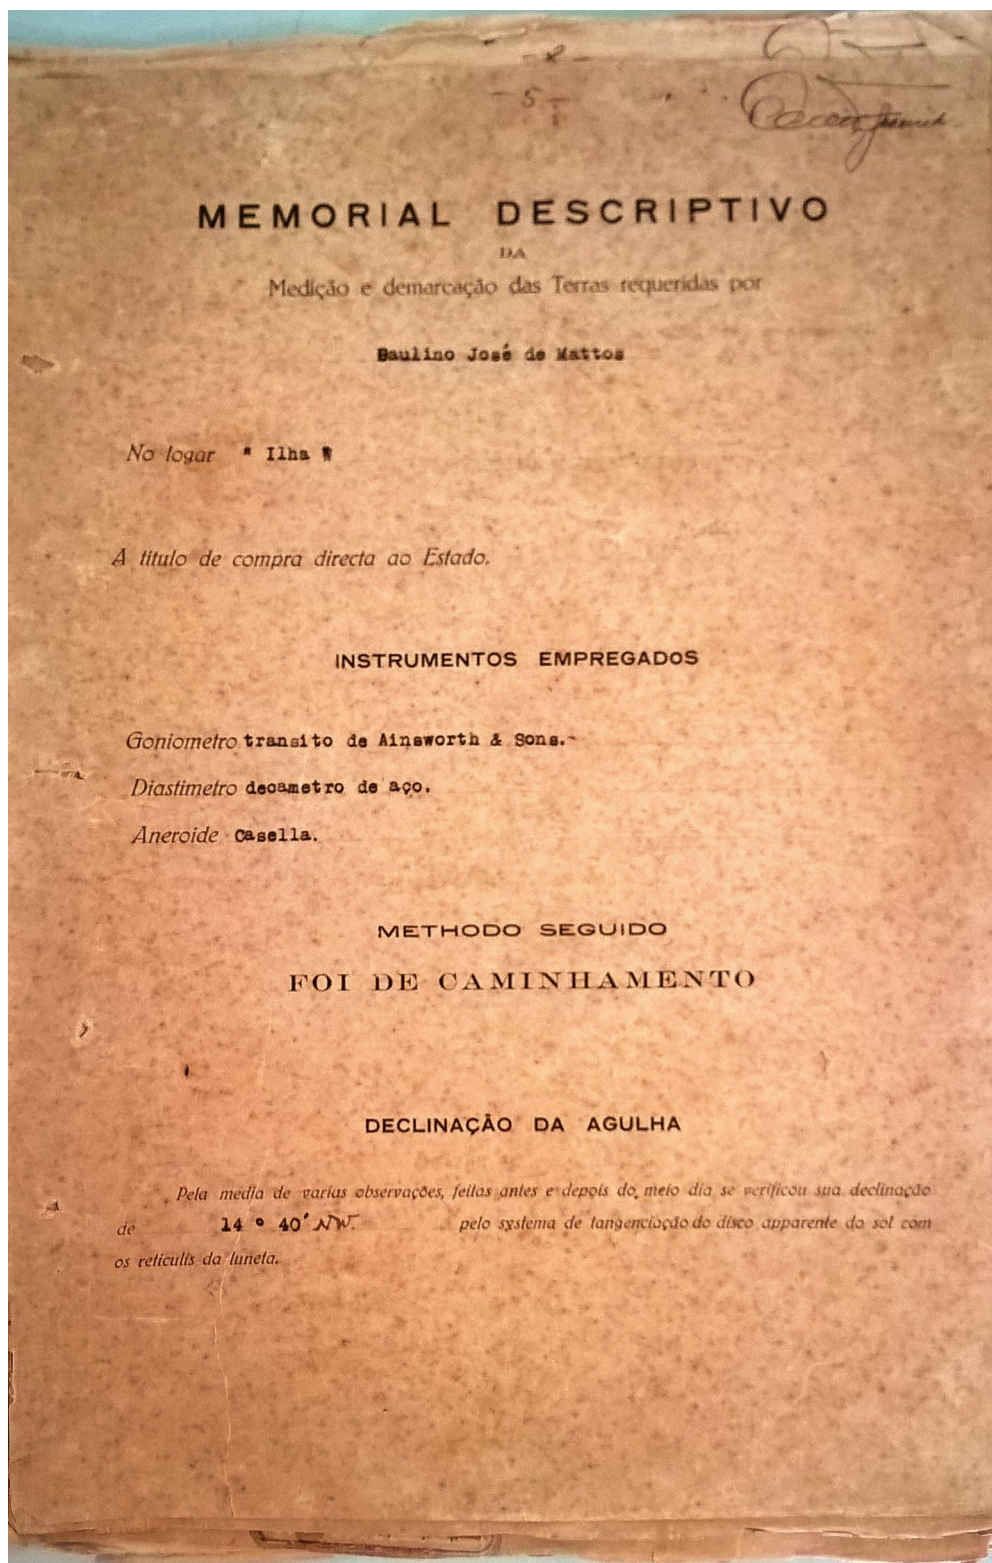 - 5 -
MEMORIAL DESCRIPTIVO
DA
Medição e demarcação das Terras requeridas por
Paulino José de Mattos
No logar " Ilha "
A titulo de compra directa ao Estado.
INSTRUMENTOS EMPREGADOS
Goniometro transito de Ainsworth & Sons.-
Diastimetro decametro de aço.
Aneroide Casella.
METHODO SEGUIDO
FOI DE CAMINHAMENTO
DECLINAÇÃO DA AGULHA
Pela media de varias observações, feitas antes e depois do meio dia se verificou sua declinação
de 14 º 40' NW. pelo systema de tangenciação do disco apparente do sol com
os reticulis da luneta.